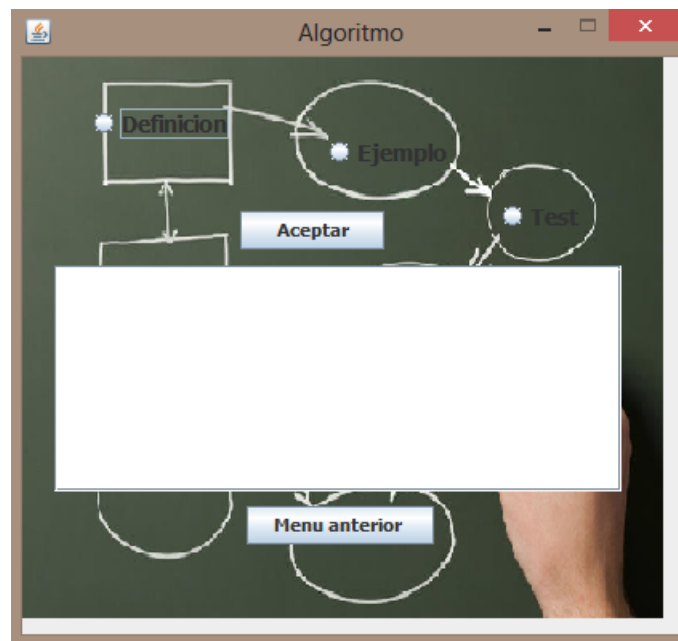 Algoritmo
Definicion
Ejemplo
Test
Aceptar
Menu anterior